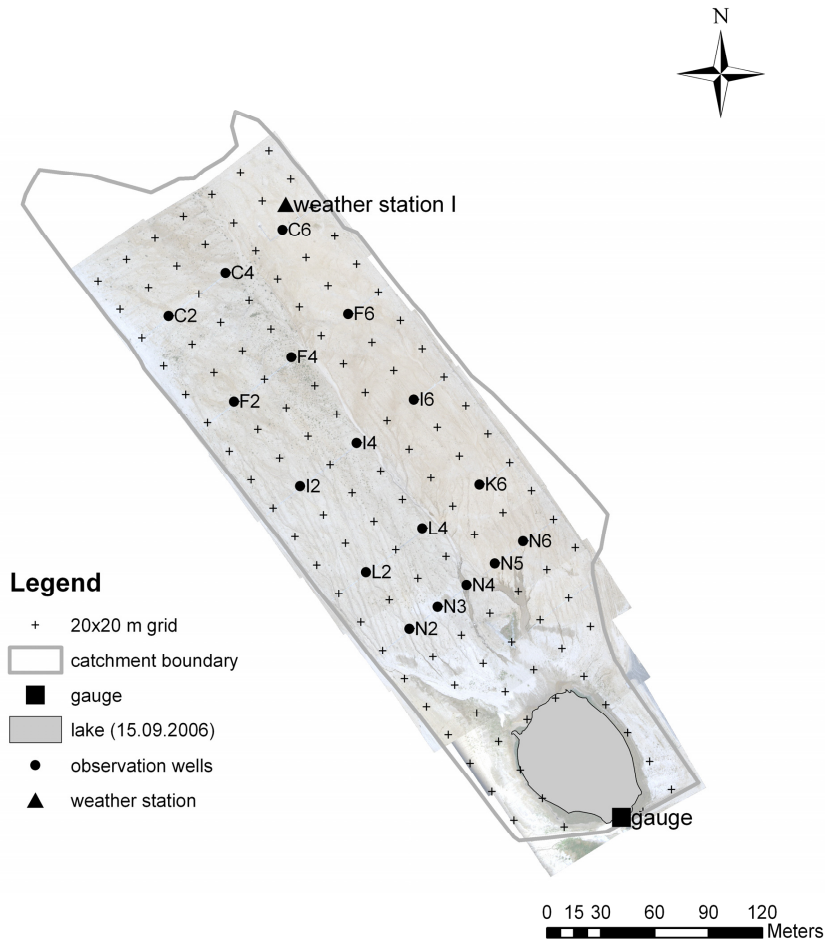 N
weather station I
C6
C4
C2
F6
F4
F2
I6
I4
I2
K6
L4
N6
N5
L2
N4
N3
N2
Legend
20x20 m grid
catchment boundary
gauge
lake (15.09.2006)
observation wells
weather station
gauge
0 15 30 60 90 120
Meters